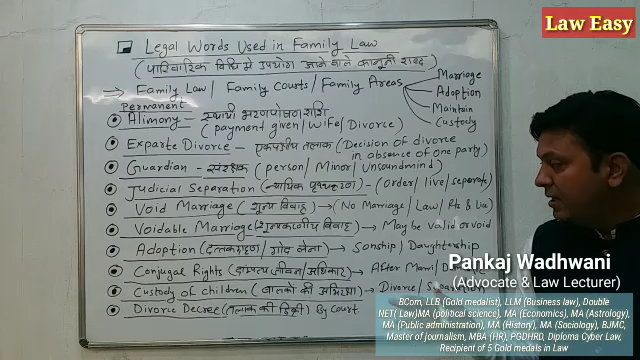 Law Easy
Legal Words Used in Family Law
(पारिवारिक विधि मे उपयोग आने वाले कानूनी शब्द)
→ Family Law / Family Courts / Family Areas
Marriage
Adoption
Maintain
Custody
Permanent
Alimony – स्थायी भरणपोषण राशि
(payment given / Wife / Divorce)
Exparte Divorce – एकपक्षीय तलाक (Decision of divorce
in absence of one party)
Guardian – संरक्षक (person / Minor / Unsoundmind)
Judicial Separation (न्यायिक पृथक्करण) – (Order / live / seperate)
Void Marriage (शून्य विवाह) → (No Marriage / Law /
Voidable Marriage (शून्यकरणीय विवाह) → May be valid or void
Adoption (दत्तकग्रहण / गोद लेना) → Sonship / Daughtership
Conjugal Rights (दाम्पत्य जीवन / अधिकार) → After Marri /
Custody of children (बालकों की अभिरक्षा) → Divorce /
Divorce Decree (तलाक की डिक्री) By Court
Pankaj Wadhwani
(Advocate & Law Lecturer)
BCom, LLB (Gold medalist), LLM (Business law), Double
NET(Law)MA (political science), MA (Economics), MA (Astrology),
MA (Public administration), MA (History), MA (Sociology), BJMC,
Master of journalism, MBA (HR), PGDHRD, Diploma Cyber Law,
Recipient of 5 Gold medals in Law